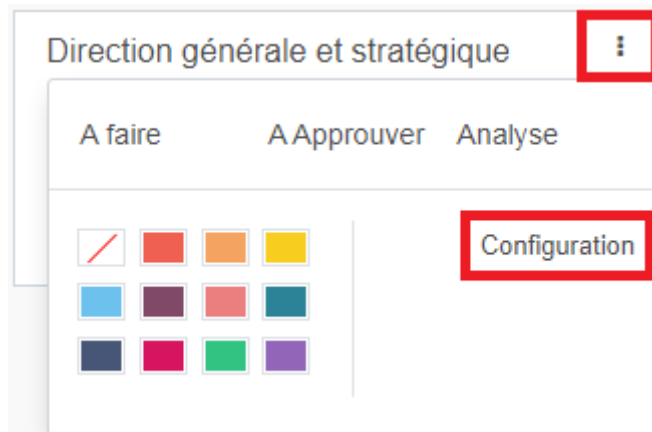 Direction générale et stratégique
A faire A Approuver Analyse
Configuration